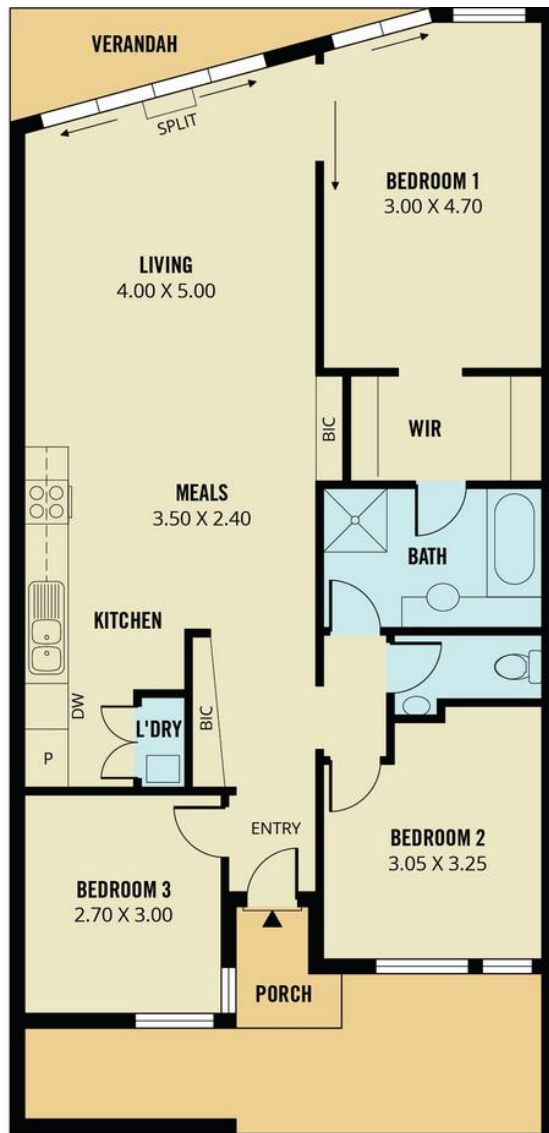 VERANDAH
SPLIT
BEDROOM 1
3.00 X 4.70
LIVING
4.00 X 5.00
BIC
WIR
MEALS
3.50 X 2.40
BATH
KITCHEN
DW
L'DRY
BIC
P
ENTRY
BEDROOM 2
3.05 X 3.25
BEDROOM 3
2.70 X 3.00
PORCH